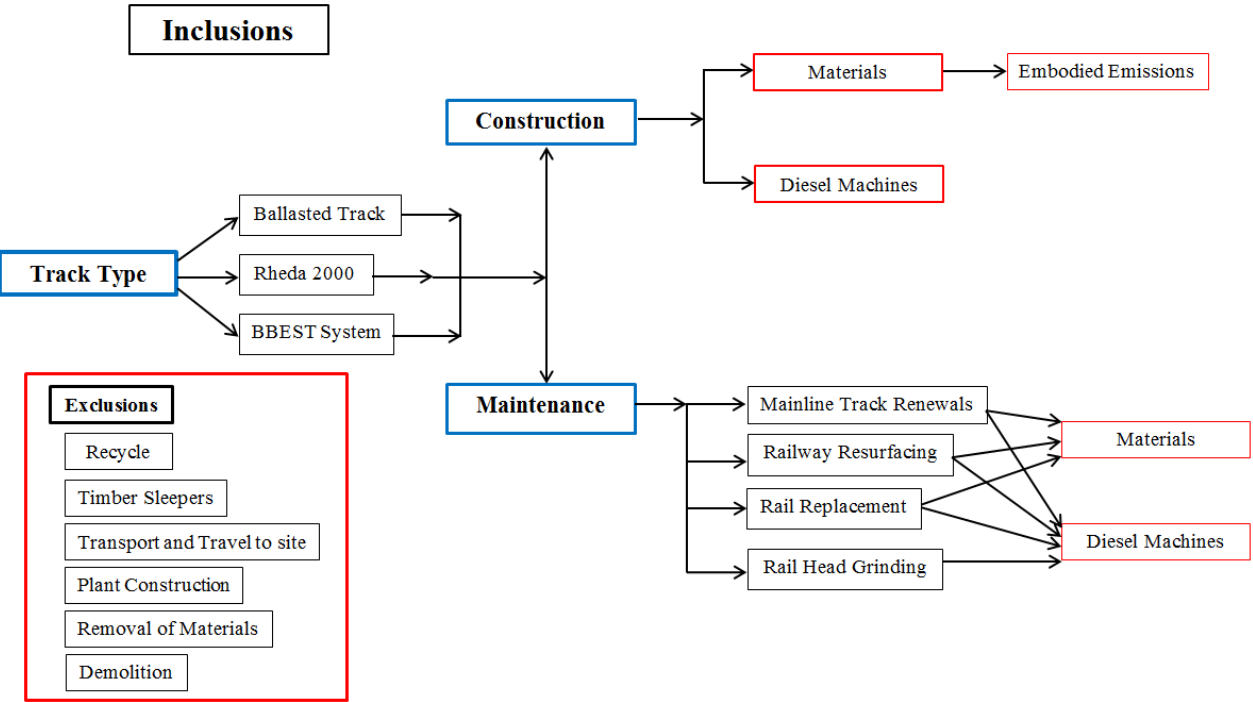 Inclusions
Materials
Embodied Emissions
Construction
Diesel Machines
Ballasted Track
Track Type
Rheda 2000
BBEST System
Exclusions
Recycle
Timber Sleepers
Transport and Travel to site
Plant Construction
Removal of Materials
Demolition
Maintenance
Mainline Track Renewals
Railway Resurfacing
Rail Replacement
Rail Head Grinding
Materials
Diesel Machines